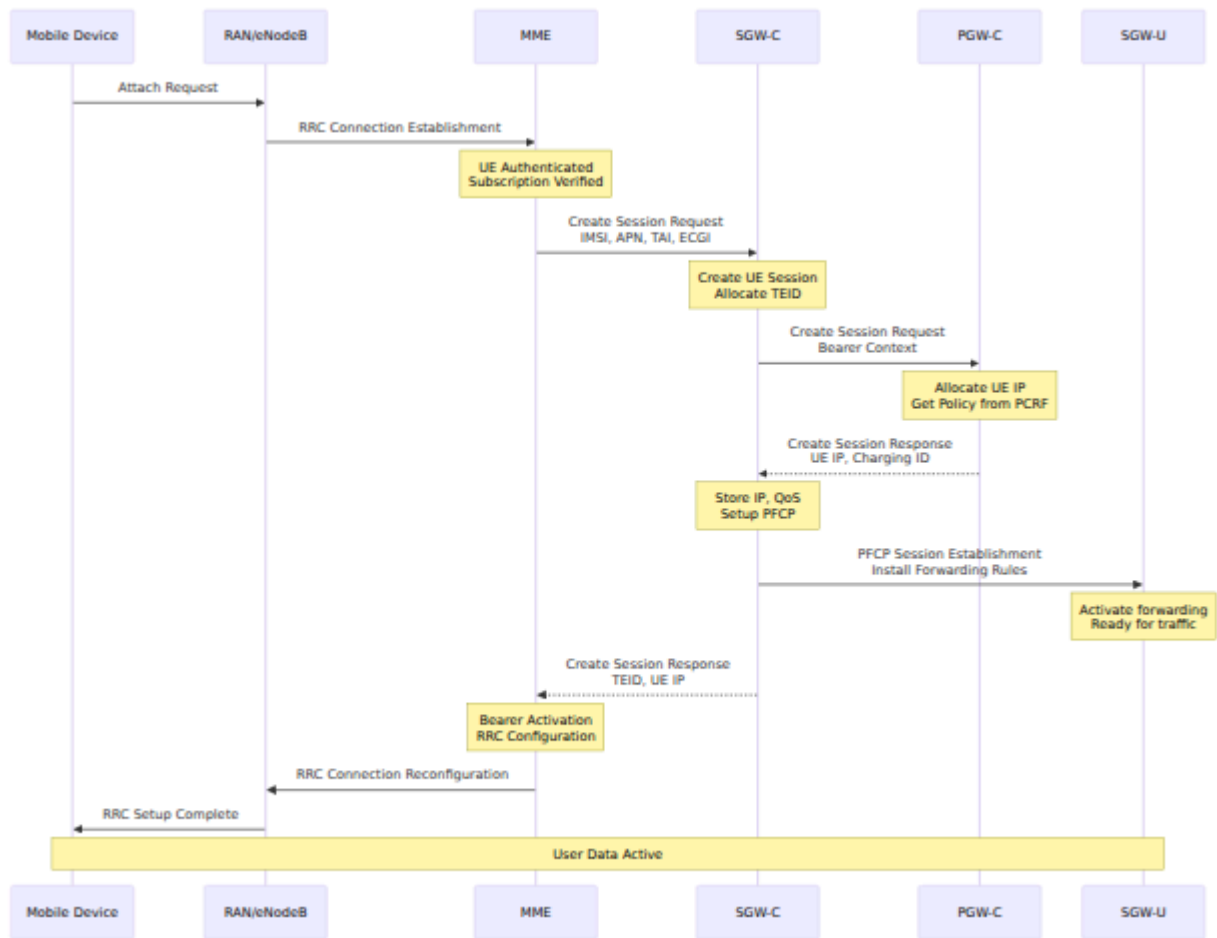 Mobile Device
RAN/eNodeB
MME
SGW-C
PGW-C
SGW-U
Attach Request
RRC Connection Establishment
UE Authenticated
Subscription Verified
Create Session Request
IMSI, APN, TAI, ECGI
Create UE Session
Allocate TEID
Create Session Request
Bearer Context
Allocate UE IP
Get Policy from PCRF
Create Session Response
UE IP, Charging ID
Store IP, QoS
Setup PFCP
PFCP Session Establishment
Install Forwarding Rules
Activate forwarding
Ready for traffic
Create Session Response
TEID, UE IP
Bearer Activation
RRC Configuration
RRC Connection Reconfiguration
RRC Setup Complete
User Data Active
Mobile Device
RAN/eNodeB
MME
SGW-C
PGW-C
SGW-U